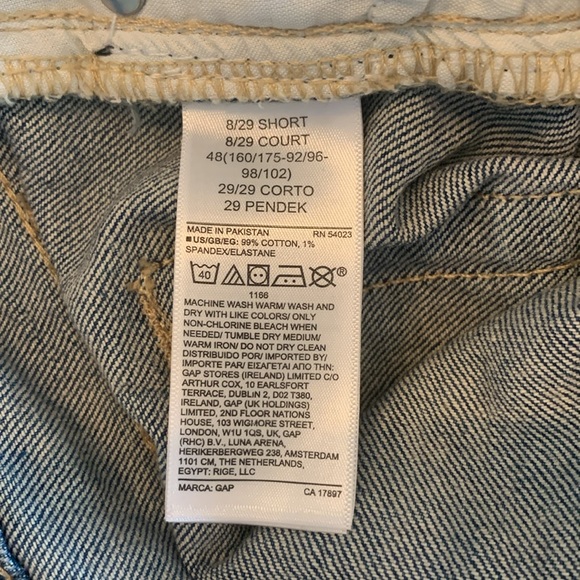 8/29 SHORT
8/29 COURT
48(160/175-92/96-
98/102)
29/29 CORTO
29 PENDEK
MADE IN PAKISTAN RN 54023
■ US/GB/EG: 99% COTTON, 1%
SPANDEX/ELASTANE
40 ®
1166
MACHINE WASH WARM/ WASH AND
DRY WITH LIKE COLORS/ ONLY
NON-CHLORINE BLEACH WHEN
NEEDED/ TUMBLE DRY MEDIUM/
WARM IRON/ DO NOT DRY CLEAN
DISTRIBUIDO POR/ IMPORTED BY/
IMPORTE PAR/ ΕΙΣΑΓΕΤΑΙ ΑΠΟ ΤΗΝ/
GAP STORES (IRELAND) LIMITED C/O
ARTHUR COX, 10 EARLSFORT
TERRACE, DUBLIN 2, D02 T380,
IRELAND, GAP (UK HOLDINGS)
LIMITED, 2ND FLOOR NATIONS
HOUSE, 103 WIGMORE STREET,
LONDON, W1U 1QS, UK, GAP
(RHC) B.V., LUNA ARENA,
HERIKERBERGWEG 238, AMSTERDAM
1101 CM, THE NETHERLANDS,
EGYPT: RIGE, LLC
MARCA: GAP CA 17897